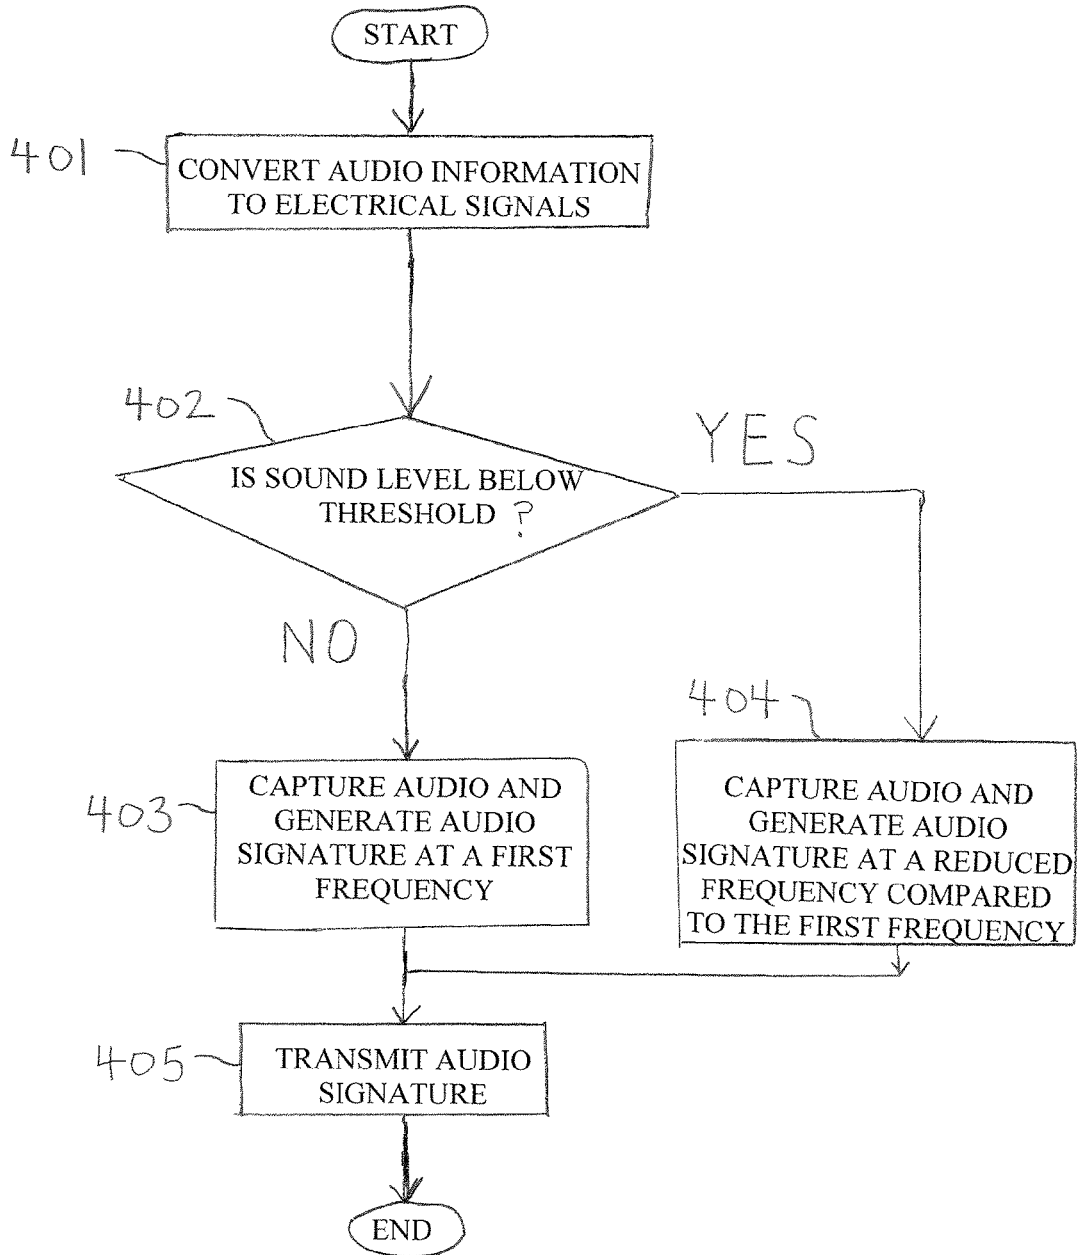 START
401
CONVERT AUDIO INFORMATION
TO ELECTRICAL SIGNALS
402
IS SOUND LEVEL BELOW
THRESHOLD ?
YES
NO
403
CAPTURE AUDIO AND
GENERATE AUDIO
SIGNATURE AT A FIRST
FREQUENCY
404
CAPTURE AUDIO AND
GENERATE AUDIO
SIGNATURE AT A REDUCED
FREQUENCY COMPARED
TO THE FIRST FREQUENCY
405
TRANSMIT AUDIO
SIGNATURE
END